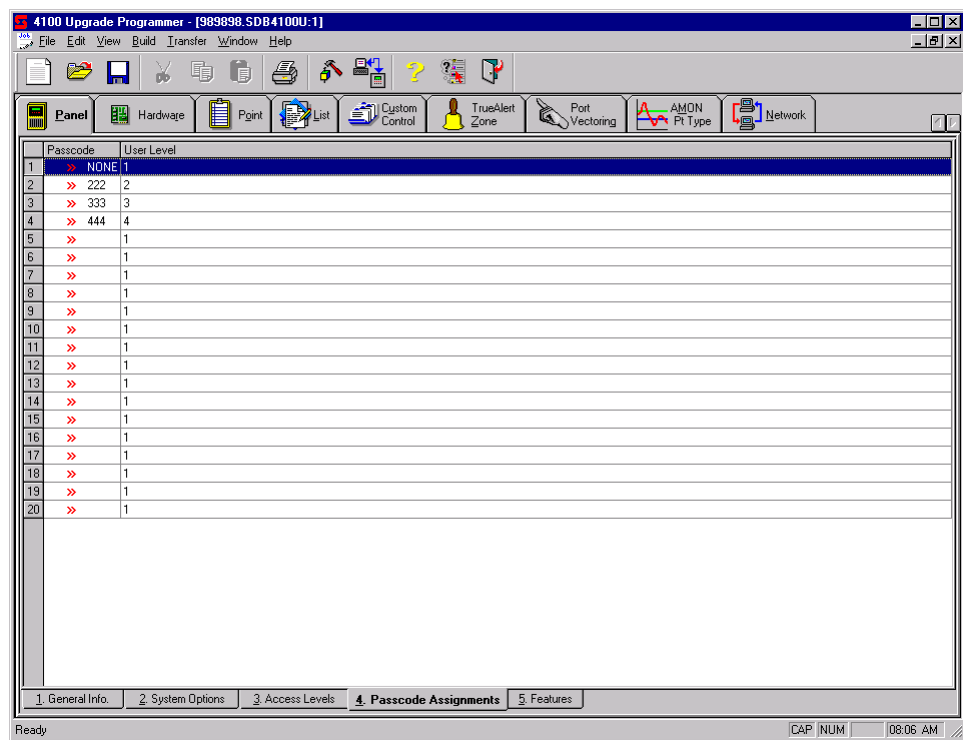 4100 Upgrade Programmer - [989898.SDB4100U:1]
File Edit View Build Transfer Window Help
Panel Hardware Point List Custom Control TrueAlert Zone Port Vectoring AMON Pt Type Network
Passcode User Level
1 » NONE 1
2 » 222 2
3 » 333 3
4 » 444 4
5 » 1
6 » 1
7 » 1
8 » 1
9 » 1
10 » 1
11 » 1
12 » 1
13 » 1
14 » 1
15 » 1
16 » 1
17 » 1
18 » 1
19 » 1
20 » 1
1. General Info. 2. System Options 3. Access Levels 4. Passcode Assignments 5. Features
Ready CAP NUM 08:06 AM